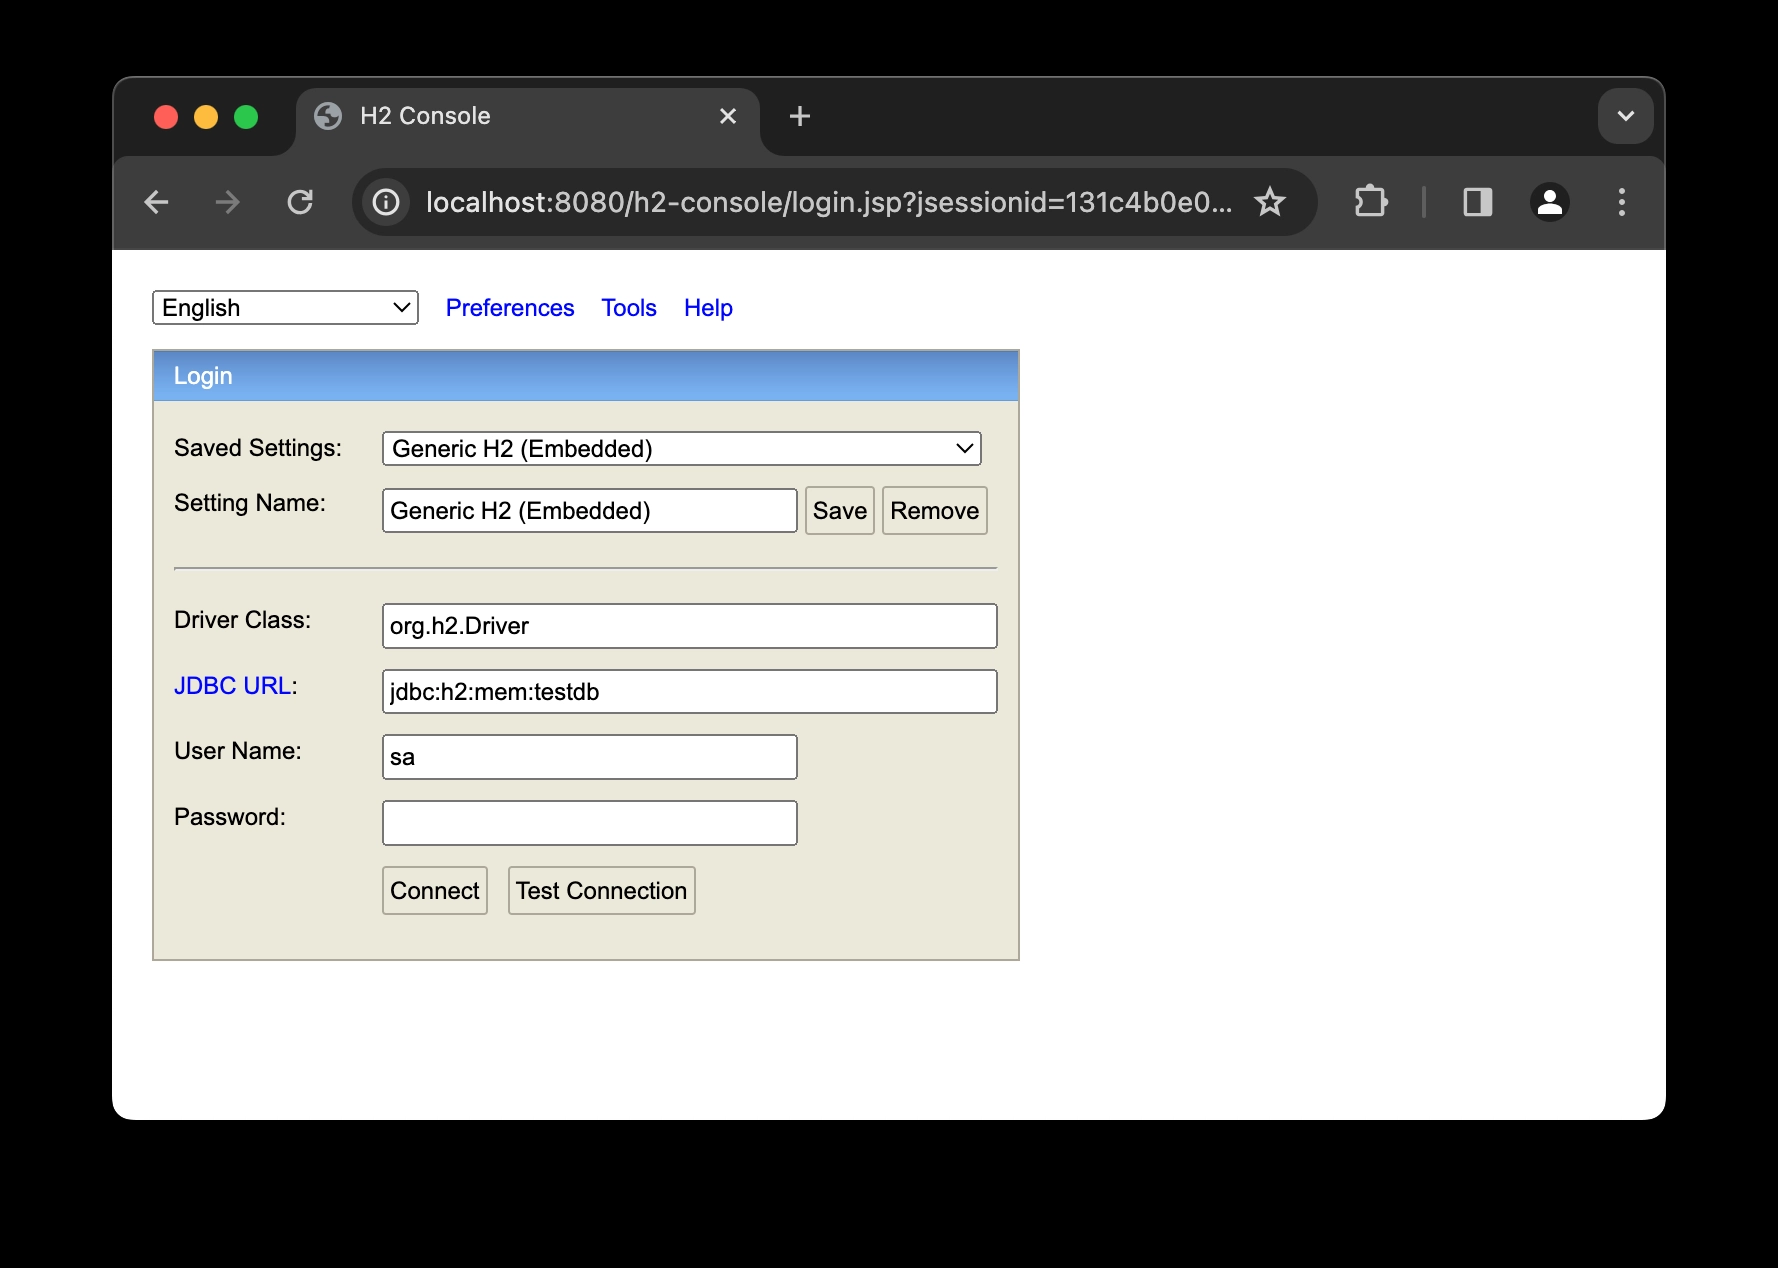 H2 Console
localhost:8080/h2-console/login.jsp?jsessionid=131c4b0e0...
English Preferences Tools Help
Login
Saved Settings: Generic H2 (Embedded)
Setting Name: Generic H2 (Embedded) Save Remove
Driver Class: org.h2.Driver
JDBC URL: jdbc:h2:mem:testdb
User Name: sa
Password:
Connect Test Connection